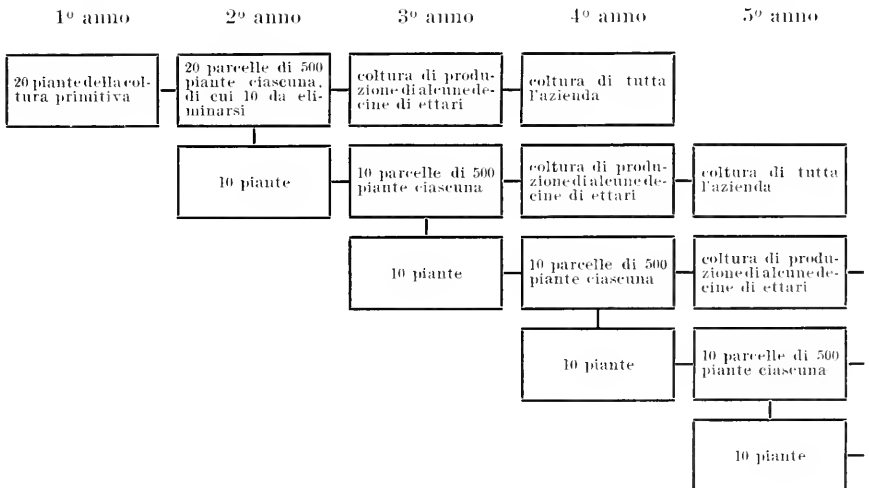 1º anno 2º anno 3º anno 4º anno 5º anno
20 piante della col-
tura primitiva
20 parcelle di 500
piante ciascuna,
di cui 10 da eli-
minarsi
coltura di produ-
zione di alcune de-
cine di ettari
coltura di tutta
l'azienda
10 piante
10 parcelle di 500
piante ciascuna
coltura di produ-
zione di alcune de-
cine di ettari
coltura di tutta
l'azienda
10 piante
10 parcelle di 500
piante ciascuna
coltura di produ-
zione di alcune de-
cine di ettari
10 piante
10 parcelle di 500
piante ciascuna
10 piante